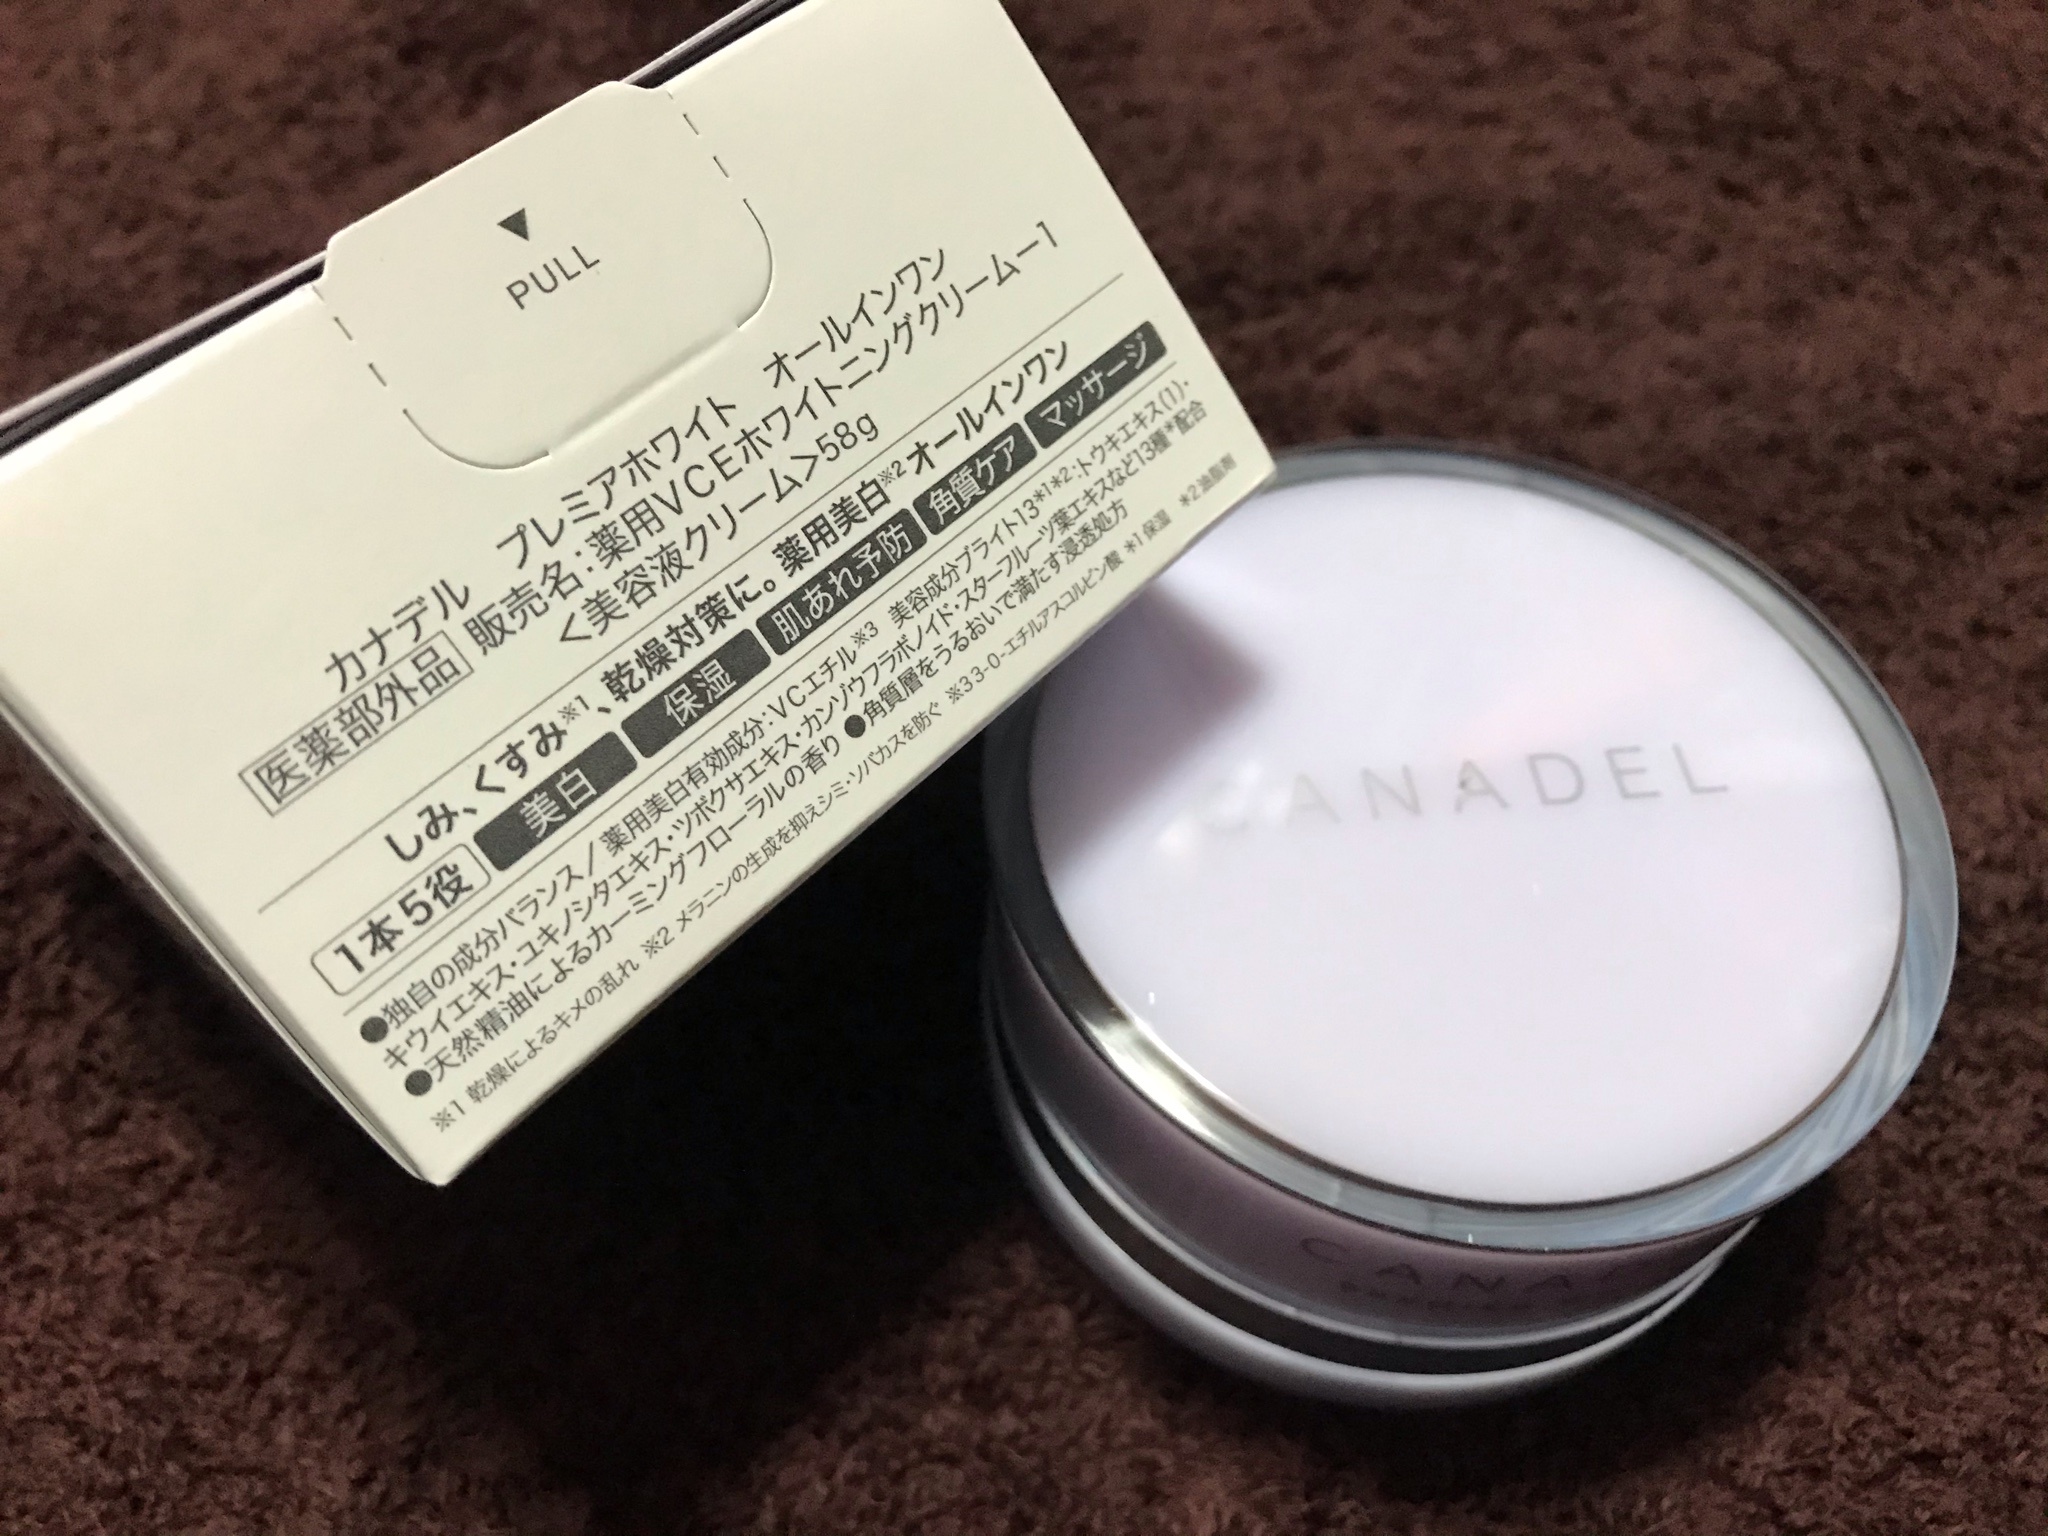 PULL
カナデル プレミアホワイト オールインワン
医薬部外品 販売名:薬用VCEホワイトニングクリームー1
<美容液クリーム>58g
しみ、くすみ※1、乾燥対策に。薬用美白※2オールインワン
1本5役 美白 保湿 肌あれ予防 角質ケア マッサージ
●独自の成分バランス/薬用美白有効成分:VCエチル※3 美容成分ブライト13*1*2:トウキエキス(1)・
キウイエキス・ユキノシタエキス・ツボクサエキス・カンゾウフラボノイド・スターフルーツ葉エキスなど13種*配合
●天然精油によるカーミングフローラルの香り ●角質層をうるおいで満たす浸透処方
※1 乾燥によるキメの乱れ ※2 メラニンの生成を抑えシミ・ソバカスを防ぐ ※3 3-O-エチルアスコルビン酸 *1 保湿 *2 油脂剤
CANADEL
CANA